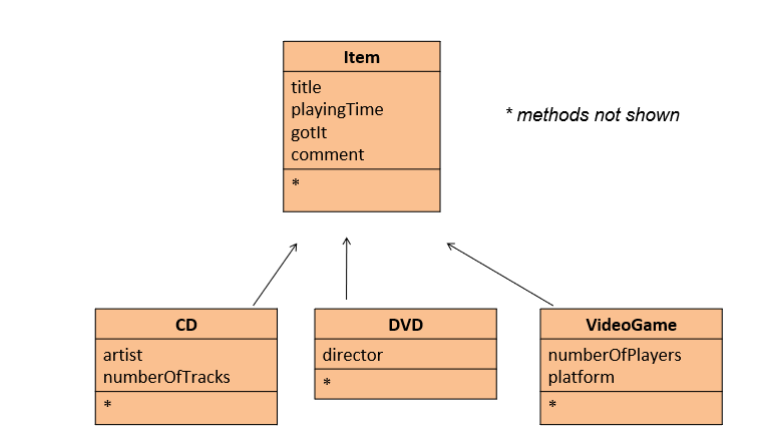 Item
title
playingTime
gotIt
comment
*
* methods not shown
CD
artist
numberOfTracks
*
DVD
director
*
VideoGame
numberOfPlayers
platform
*